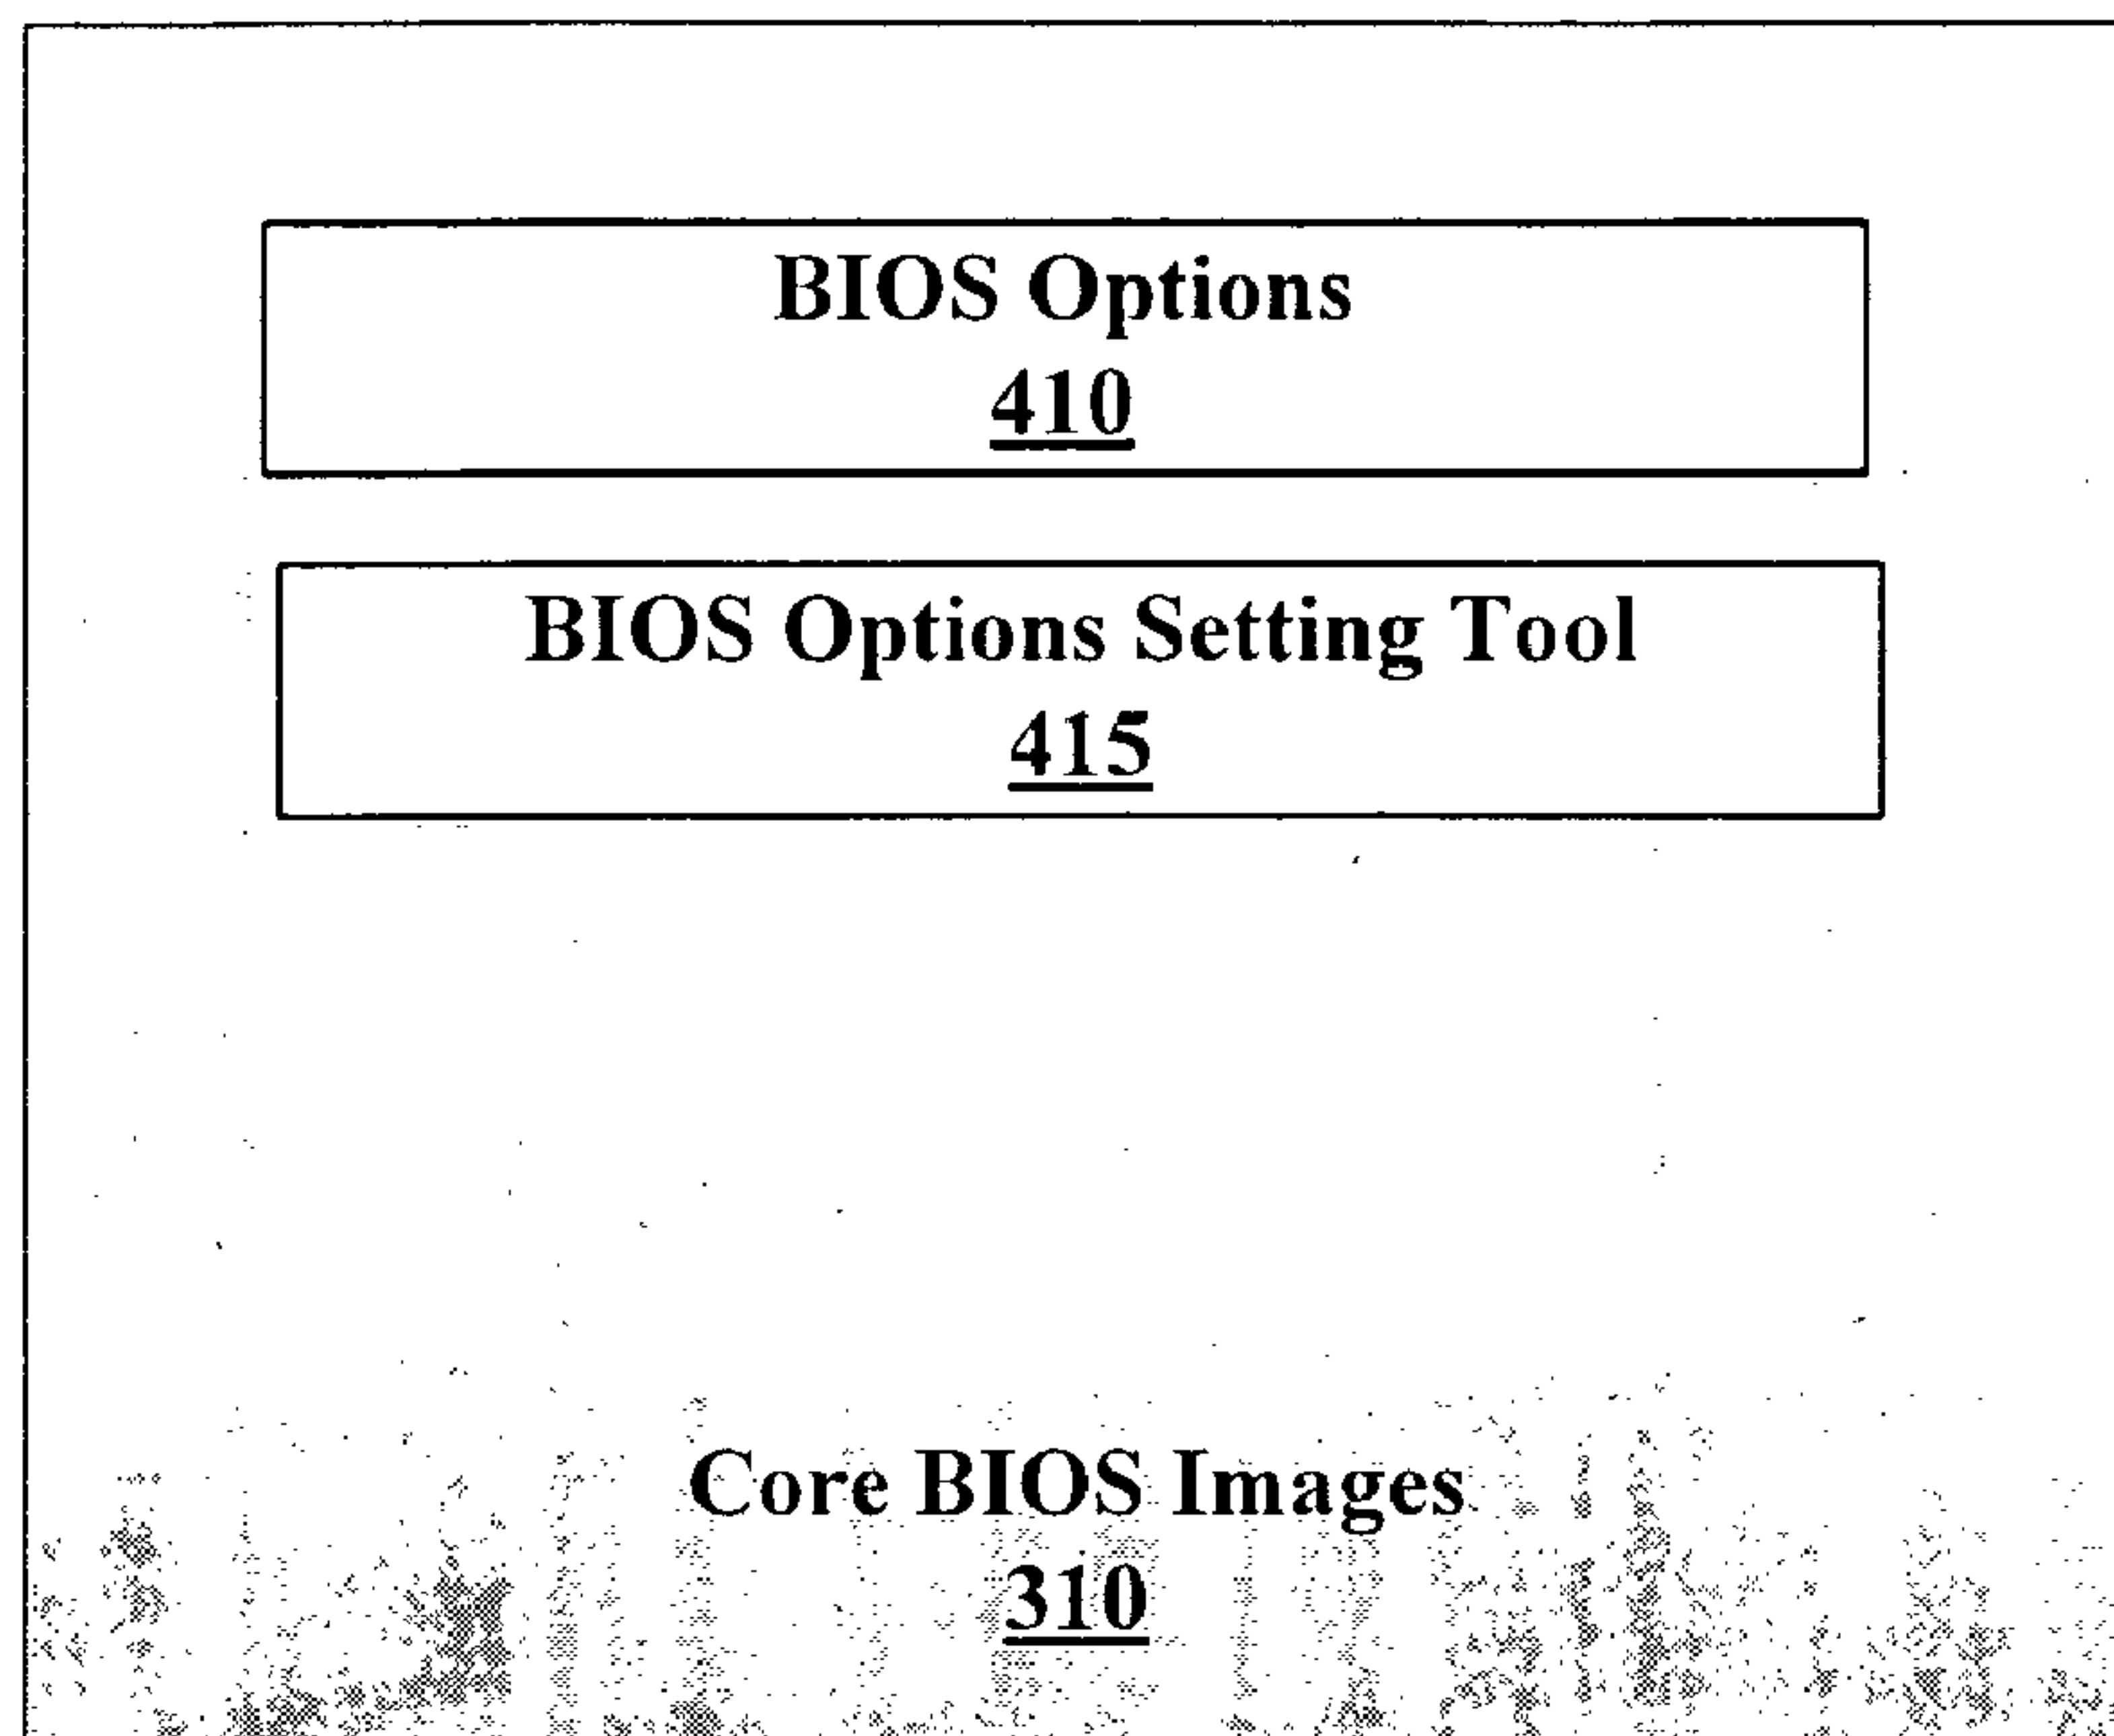 BIOS Options
410
BIOS Options Setting Tool
415
Core BIOS Images
310